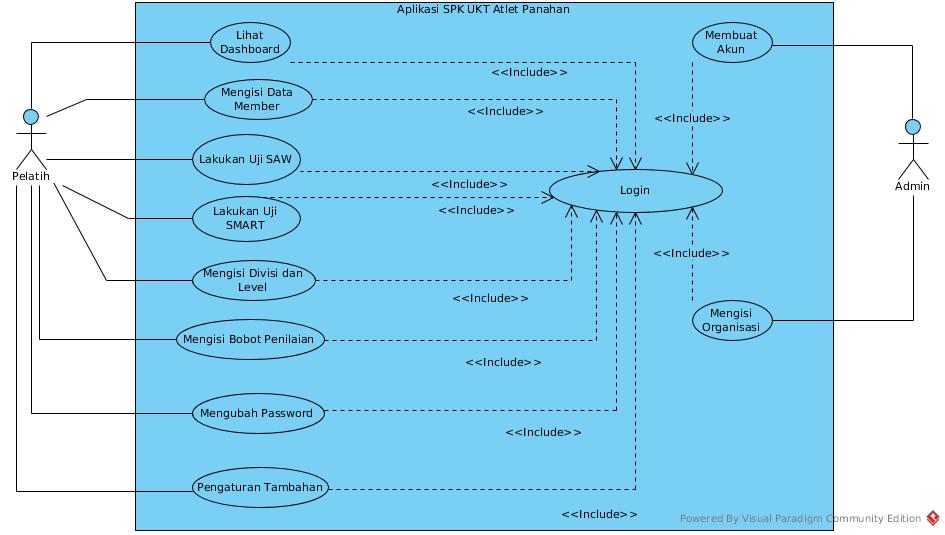 Aplikasi SPK UKT Atlet Panahan
Lihat
Dashboard
<<Include>>
Membuat
Akun
Mengisi Data
Member
<<Include>>
<<Include>>
Pelatih
Admin
Lakukan Uji SAW
<<Include>>
Login
Lakukan Uji
SMART
<<Include>>
<<Include>>
Mengisi Divisi dan
Level
<<Include>>
Mengisi
Organisasi
Mengisi Bobot Penilaian
<<Include>>
Mengubah Password
<<Include>>
Pengaturan Tambahan
<<Include>>
Powered By Visual Paradigm Community Edition